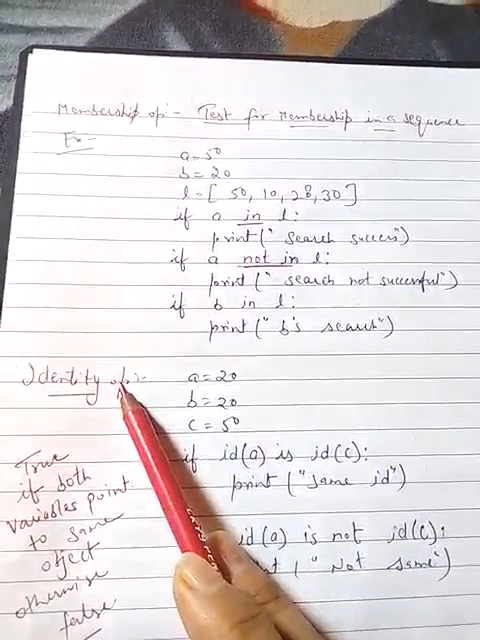 Membership op:- Test for Membership in a sequence
Ex:-
a=50
b=20
l=[ 50, 10, 28, 30]
if a in l:
print(" Search success")
if a not in l:
print(" search not successful")
if b in l:
print(" b's search")
Identity op:-
a=20
b=20
c=50
if id(a) is id(c):
print ("Same id")
True
if both
variables point
to same
object
otherwise
false
id(a) is not id(c):
nt (" Not same")